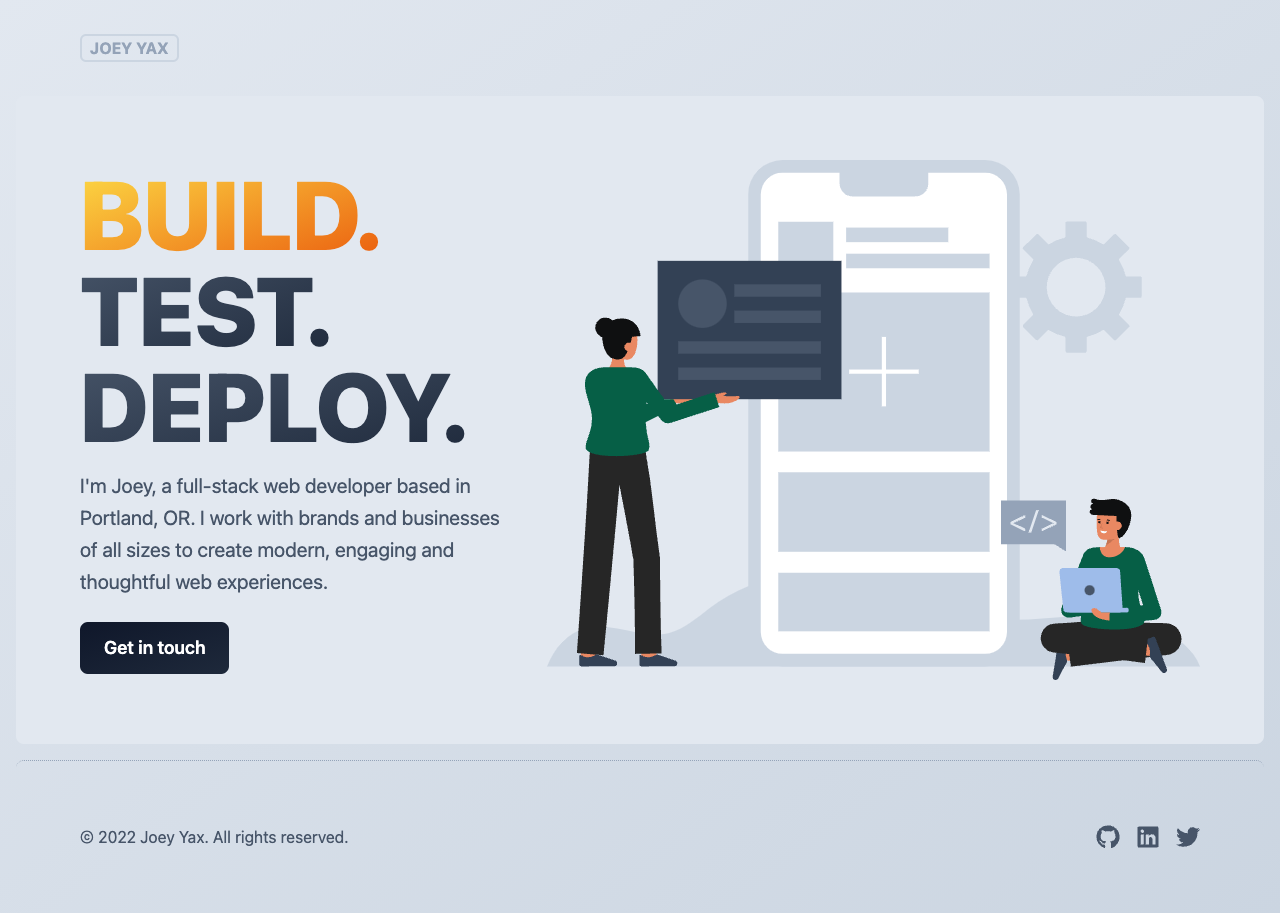 JOEY YAX
BUILD.
TEST.
DEPLOY.
I'm Joey, a full-stack web developer based in
Portland, OR. I work with brands and businesses
of all sizes to create modern, engaging and
thoughtful web experiences.
Get in touch
</>
© 2022 Joey Yax. All rights reserved.
in